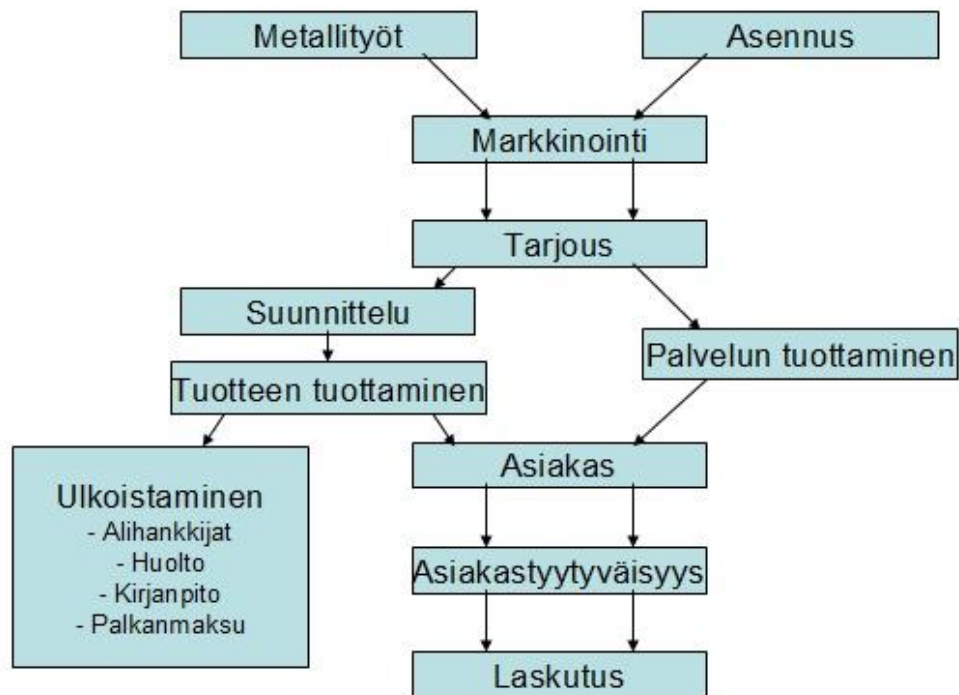 Metallityöt
Asennus
Markkinointi
Tarjous
Suunnittelu
Palvelun tuottaminen
Tuotteen tuottaminen
Asiakas
Ulkoistaminen
- Alihankkijat
- Huolto
- Kirjanpito
- Palkanmaksu
Asiakastyytyväisyys
Laskutus